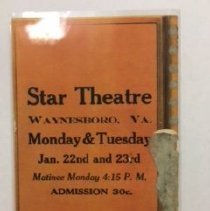 Star Theatre
Waynesboro, Va.
Monday & Tuesday
Jan. 22nd and 23rd
Matinee Monday 4:15 P. M.
ADMISSION 30c.